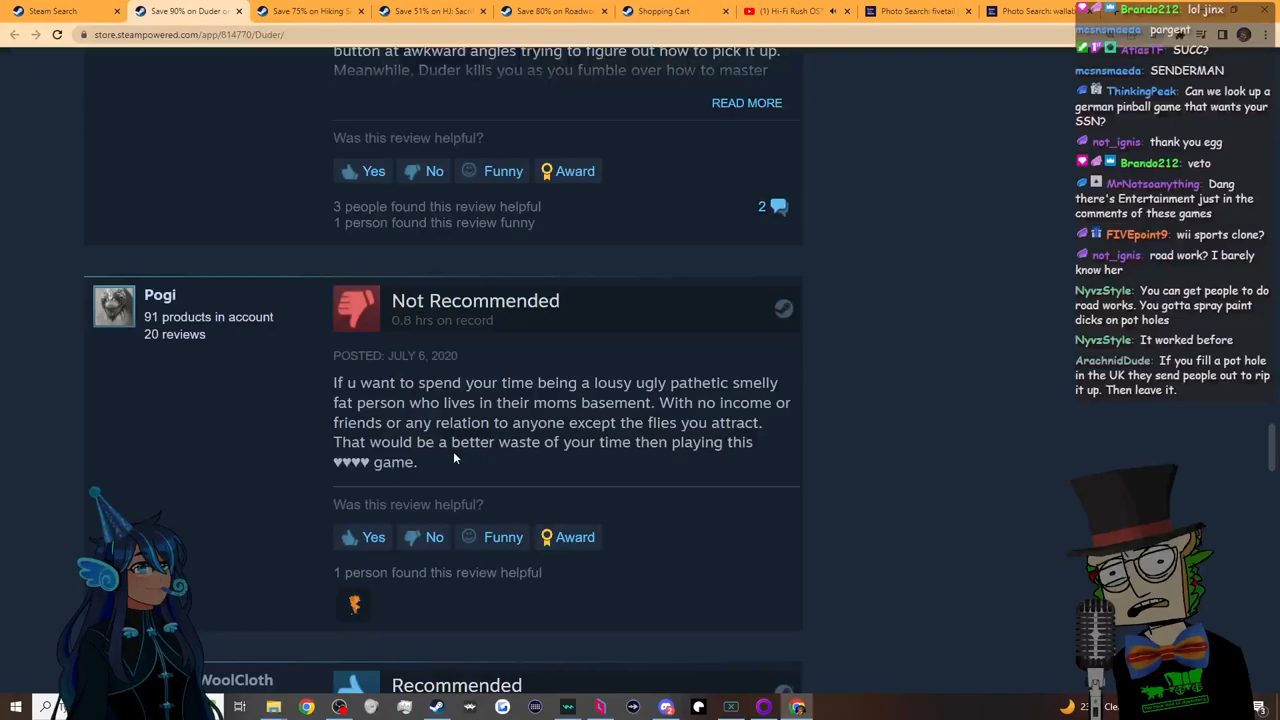 Steam Search
Save 90% on Duder or
Save 75% on Hiking S
Save 51% on HJ: Sacrifi
Save 80% on Roadwo
Shopping Cart
(1) Hi-Fi Rush OST
Photo Search: fivetail
Photo Search: wallab
store.steampowered.com/app/814770/Duder/
button at awkward angles trying to figure out how to pick it up.
Meanwhile, Duder kills you as you fumble over how to master
READ MORE
Was this review helpful?
Yes
No
Funny
Award
3 people found this review helpful
2
1 person found this review funny
Pogi
91 products in account
20 reviews
Not Recommended
0.8 hrs on record
POSTED: JULY 6, 2020
If u want to spend your time being a lousy ugly pathetic smelly
fat person who lives in their moms basement. With no income or
friends or any relation to anyone except the flies you attract.
That would be a better waste of your time then playing this
♥♥♥♥ game.
Was this review helpful?
Yes
No
Funny
Award
1 person found this review helpful
WoolCloth
Recommended
Brando212: lol jinx
mcsnsmaeda: pargent
AtlasTF: SUCC?
mcsnsmaeda: SENDERMAN
ThinkingPeak: Can we look up a
german pinball game that wants your
SSN?
not_ignis: thank you egg
Brando212: veto
MrNotsoanything: Dang
there's Entertainment just in the
comments of these games
FIVEpoint9: wii sports clone?
not_ignis: road work? I barely
know her
NyvzStyle: You can get people to do
road works. You gotta spray paint
dicks on pot holes
NyvzStyle: It worked before
ArachnidDude: If you fill a pot hole
in the UK they send people out to rip
it up. Then leave it.